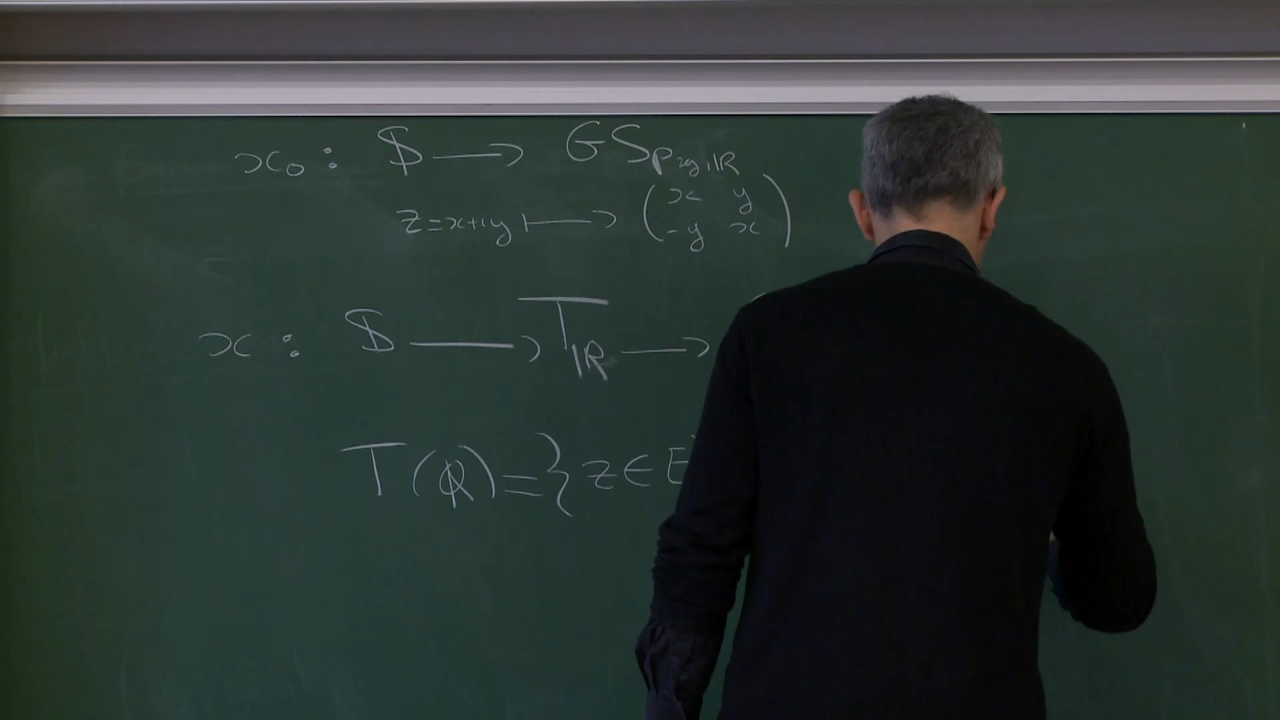 x₀ : $ ⟶ GSp₂g,ℝ
z=x+iy ⟼ ( x y
-y x )
x : $ ⟶ T_ℝ ⟶
T(ℚ)={ z∈E